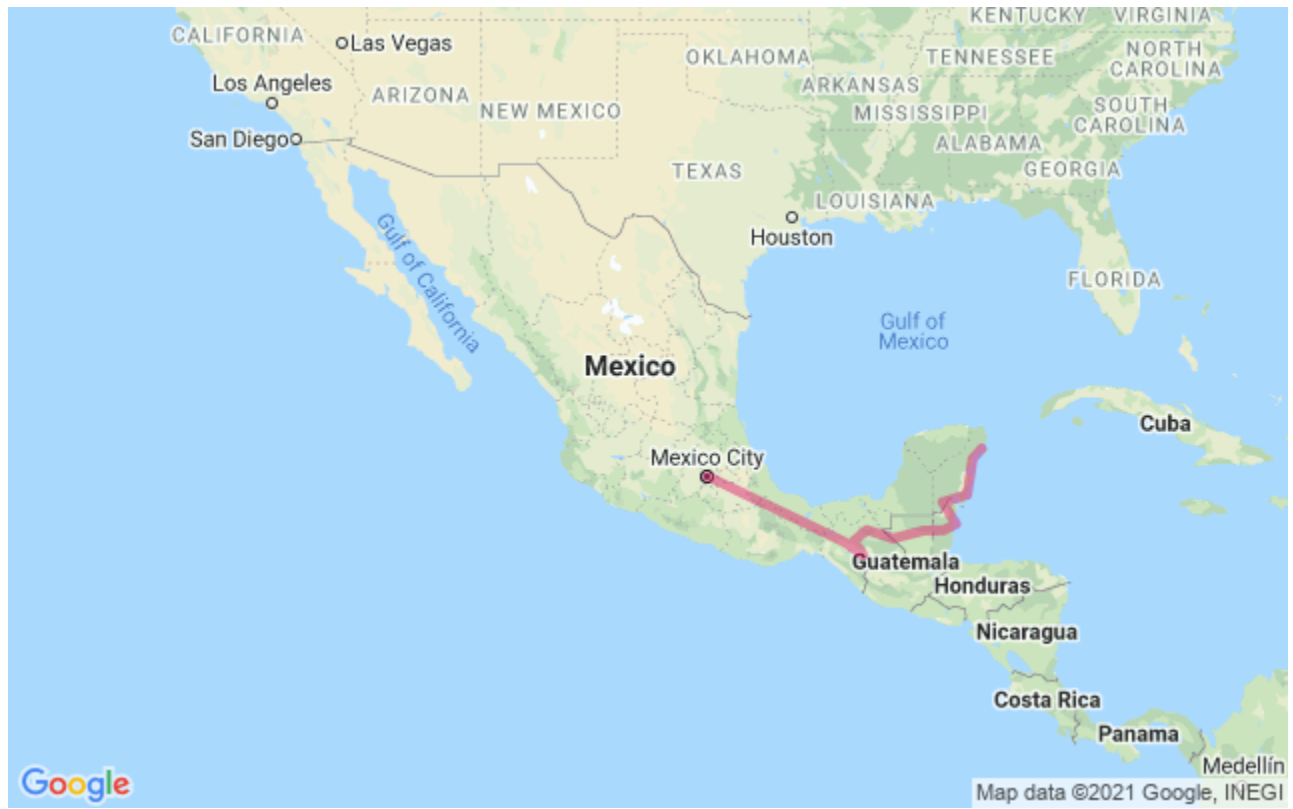 KENTUCKY
VIRGINIA
CALIFORNIA
Las Vegas
OKLAHOMA
TENNESSEE
NORTH
CAROLINA
Los Angeles
ARIZONA
NEW MEXICO
ARKANSAS
MISSISSIPPI
SOUTH
CAROLINA
San Diego
ALABAMA
TEXAS
GEORGIA
LOUISIANA
Houston
Gulf of California
FLORIDA
Gulf of
Mexico
Mexico
Cuba
Mexico City
Guatemala
Honduras
Nicaragua
Costa Rica
Panama
Medellín
Google
Map data ©2021 Google, INEGI